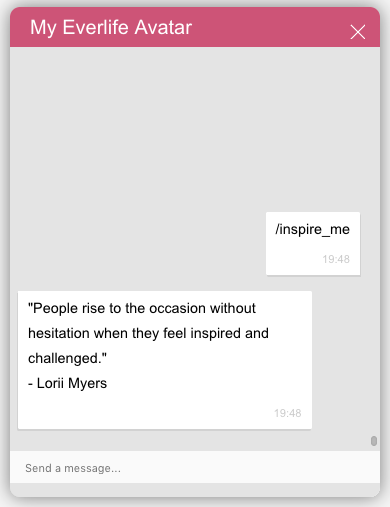 My Everlife Avatar
/inspire_me
19:48
"People rise to the occasion without
hesitation when they feel inspired and
challenged."
- Lorii Myers
19:48
Send a message...